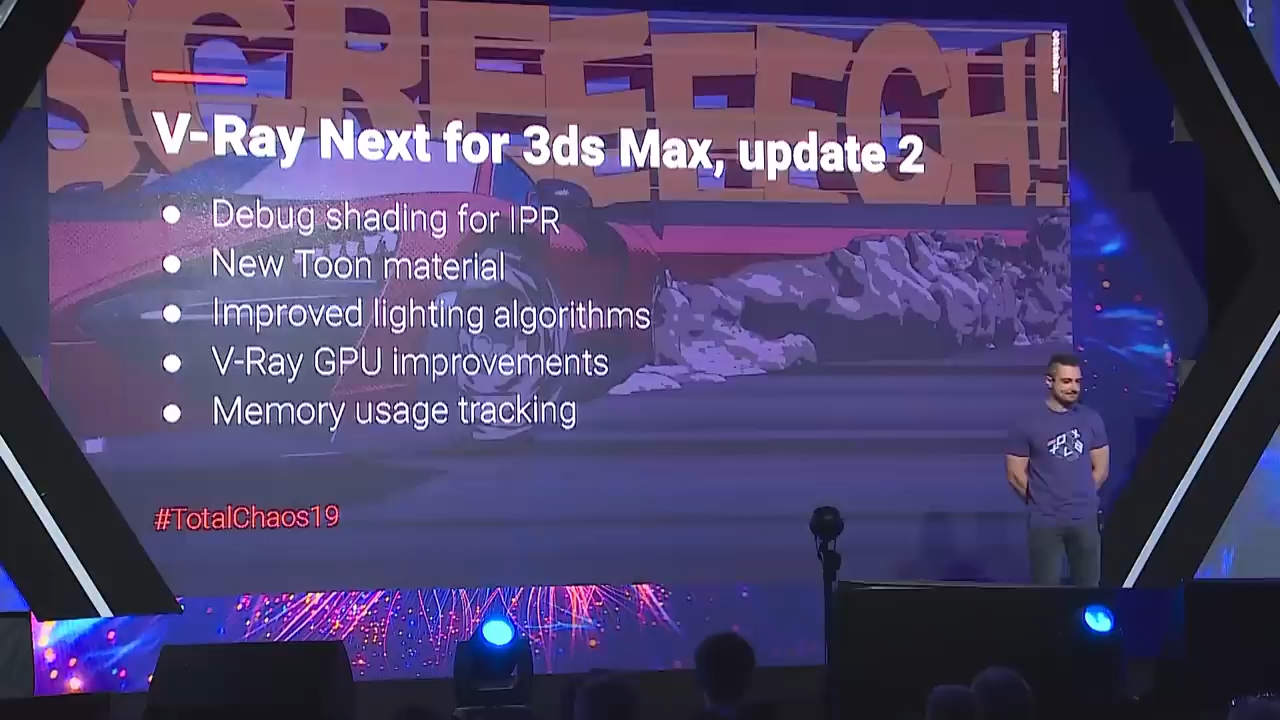 SCREEEECH!
V-Ray Next for 3ds Max, update 2
Debug shading for IPR
New Toon material
Improved lighting algorithms
V-Ray GPU improvements
Memory usage tracking
#TotalChaos19